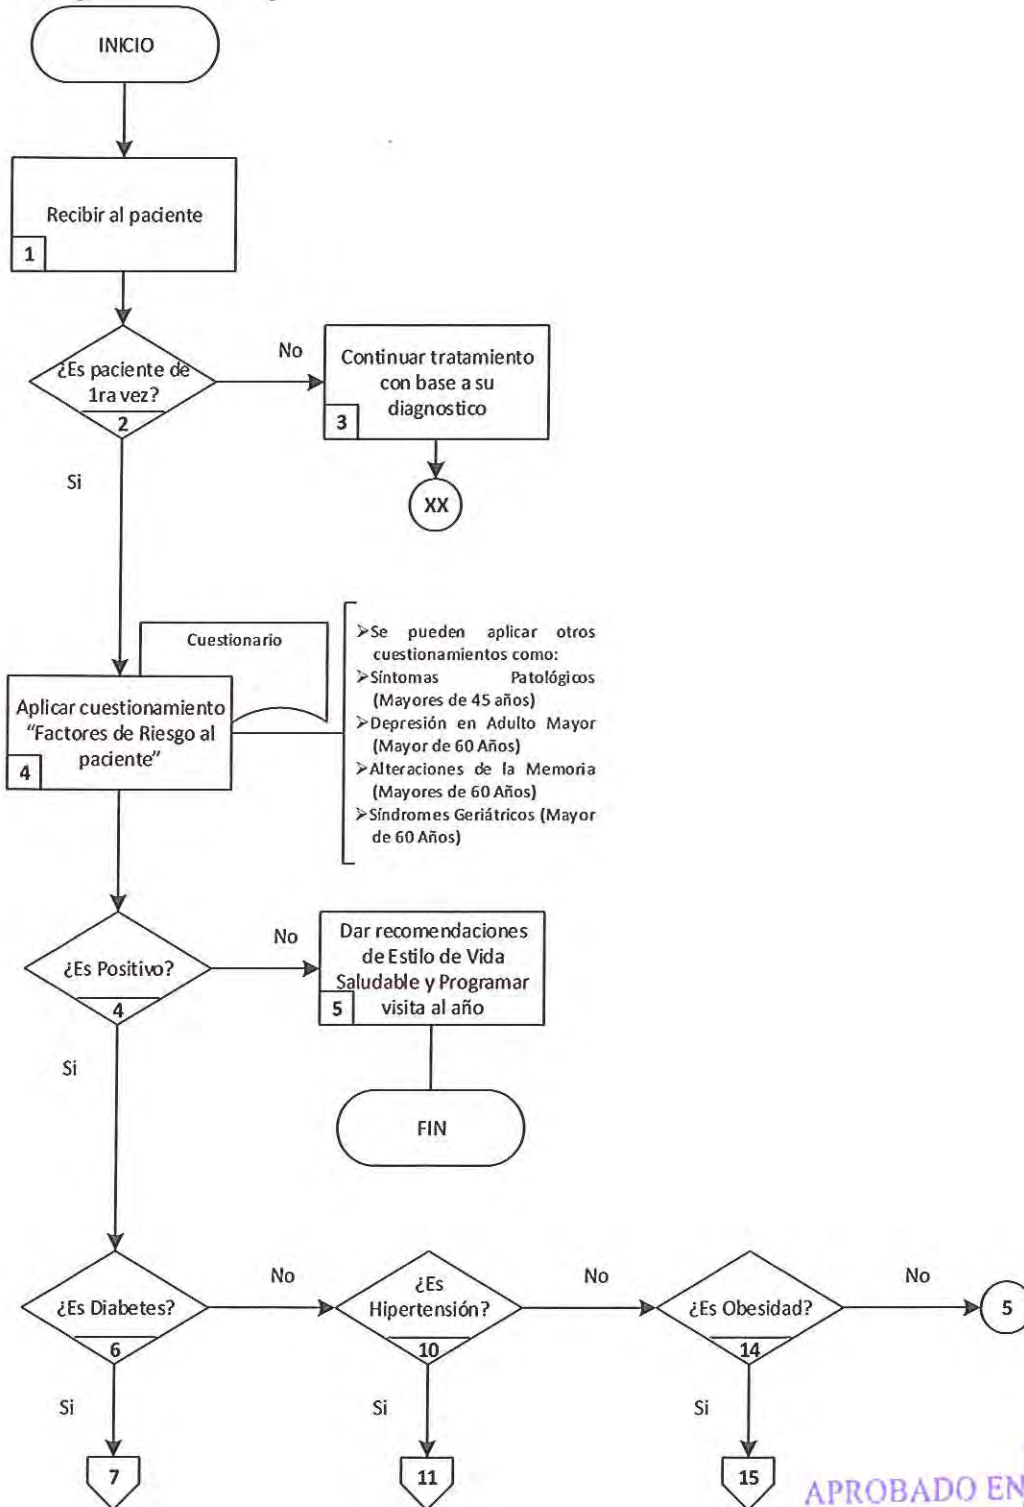 INICIO
Recibir al paciente
1
¿Es paciente de
1ra vez?
2
No
Continuar tratamiento
con base a su
diagnostico
3
XX
Si
Cuestionario
Aplicar cuestionamiento
“Factores de Riesgo al
paciente”
4
➢Se pueden aplicar otros
cuestionamientos como:
➢Síntomas Patológicos
(Mayores de 45 años)
➢Depresión en Adulto Mayor
(Mayor de 60 Años)
➢Alteraciones de la Memoria
(Mayores de 60 Años)
➢Síndromes Geriátricos (Mayor
de 60 Años)
¿Es Positivo?
4
No
Dar recomendaciones
de Estilo de Vida
Saludable y Programar
visita al año
5
Si
FIN
¿Es Diabetes?
6
No
¿Es
Hipertensión?
10
No
¿Es Obesidad?
14
No
5
Si
Si
Si
7
11
15
APROBADO EN